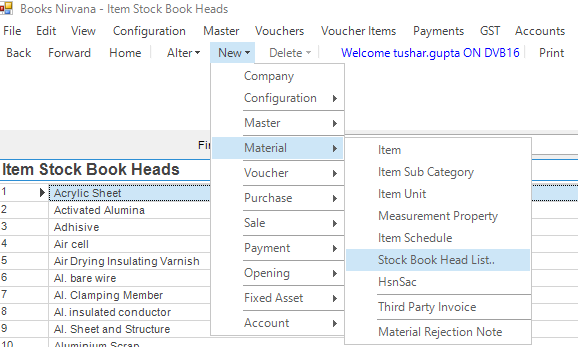 Books Nirvana - Item Stock Book Heads
File Edit View Configuration Master Vouchers Voucher Items Payments GST Accounts
Back Forward Home Alter New Delete Welcome tushar.gupta ON DVB16 Print
Company
Configuration
Master
Material
Voucher
Purchase
Sale
Payment
Opening
Fixed Asset
Account
Item
Item Sub Category
Item Unit
Measurement Property
Item Schedule
Stock Book Head List..
HsnSac
Third Party Invoice
Material Rejection Note
Item Stock Book Heads
1 Acrylic Sheet
2 Activated Alumina
3 Adhisive
4 Air cell
5 Air Drying Insulating Varnish
6 Al. bare wire
7 Al. Clamping Member
8 Al. insulated conductor
9 Al. Sheet and Structure
10 Aluminium Scrap